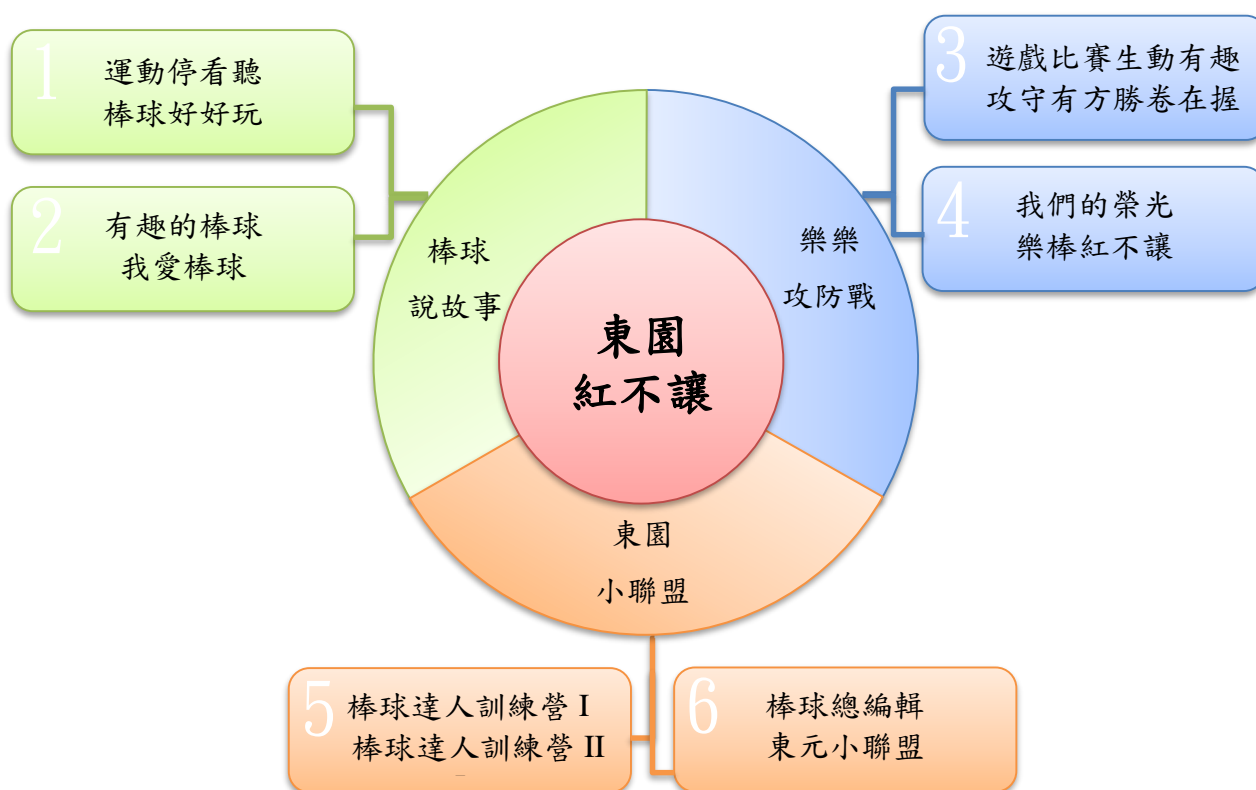 1
運動停看聽
棒球好好玩
2
有趣的棒球
我愛棒球
3
遊戲比賽生動有趣
攻守有方勝卷在握
4
我們的榮光
樂棒紅不讓
棒球
說故事
樂樂
攻防戰
東園
紅不讓
東園
小聯盟
5
棒球達人訓練營 I
棒球達人訓練營 II
6
棒球總編輯
東元小聯盟